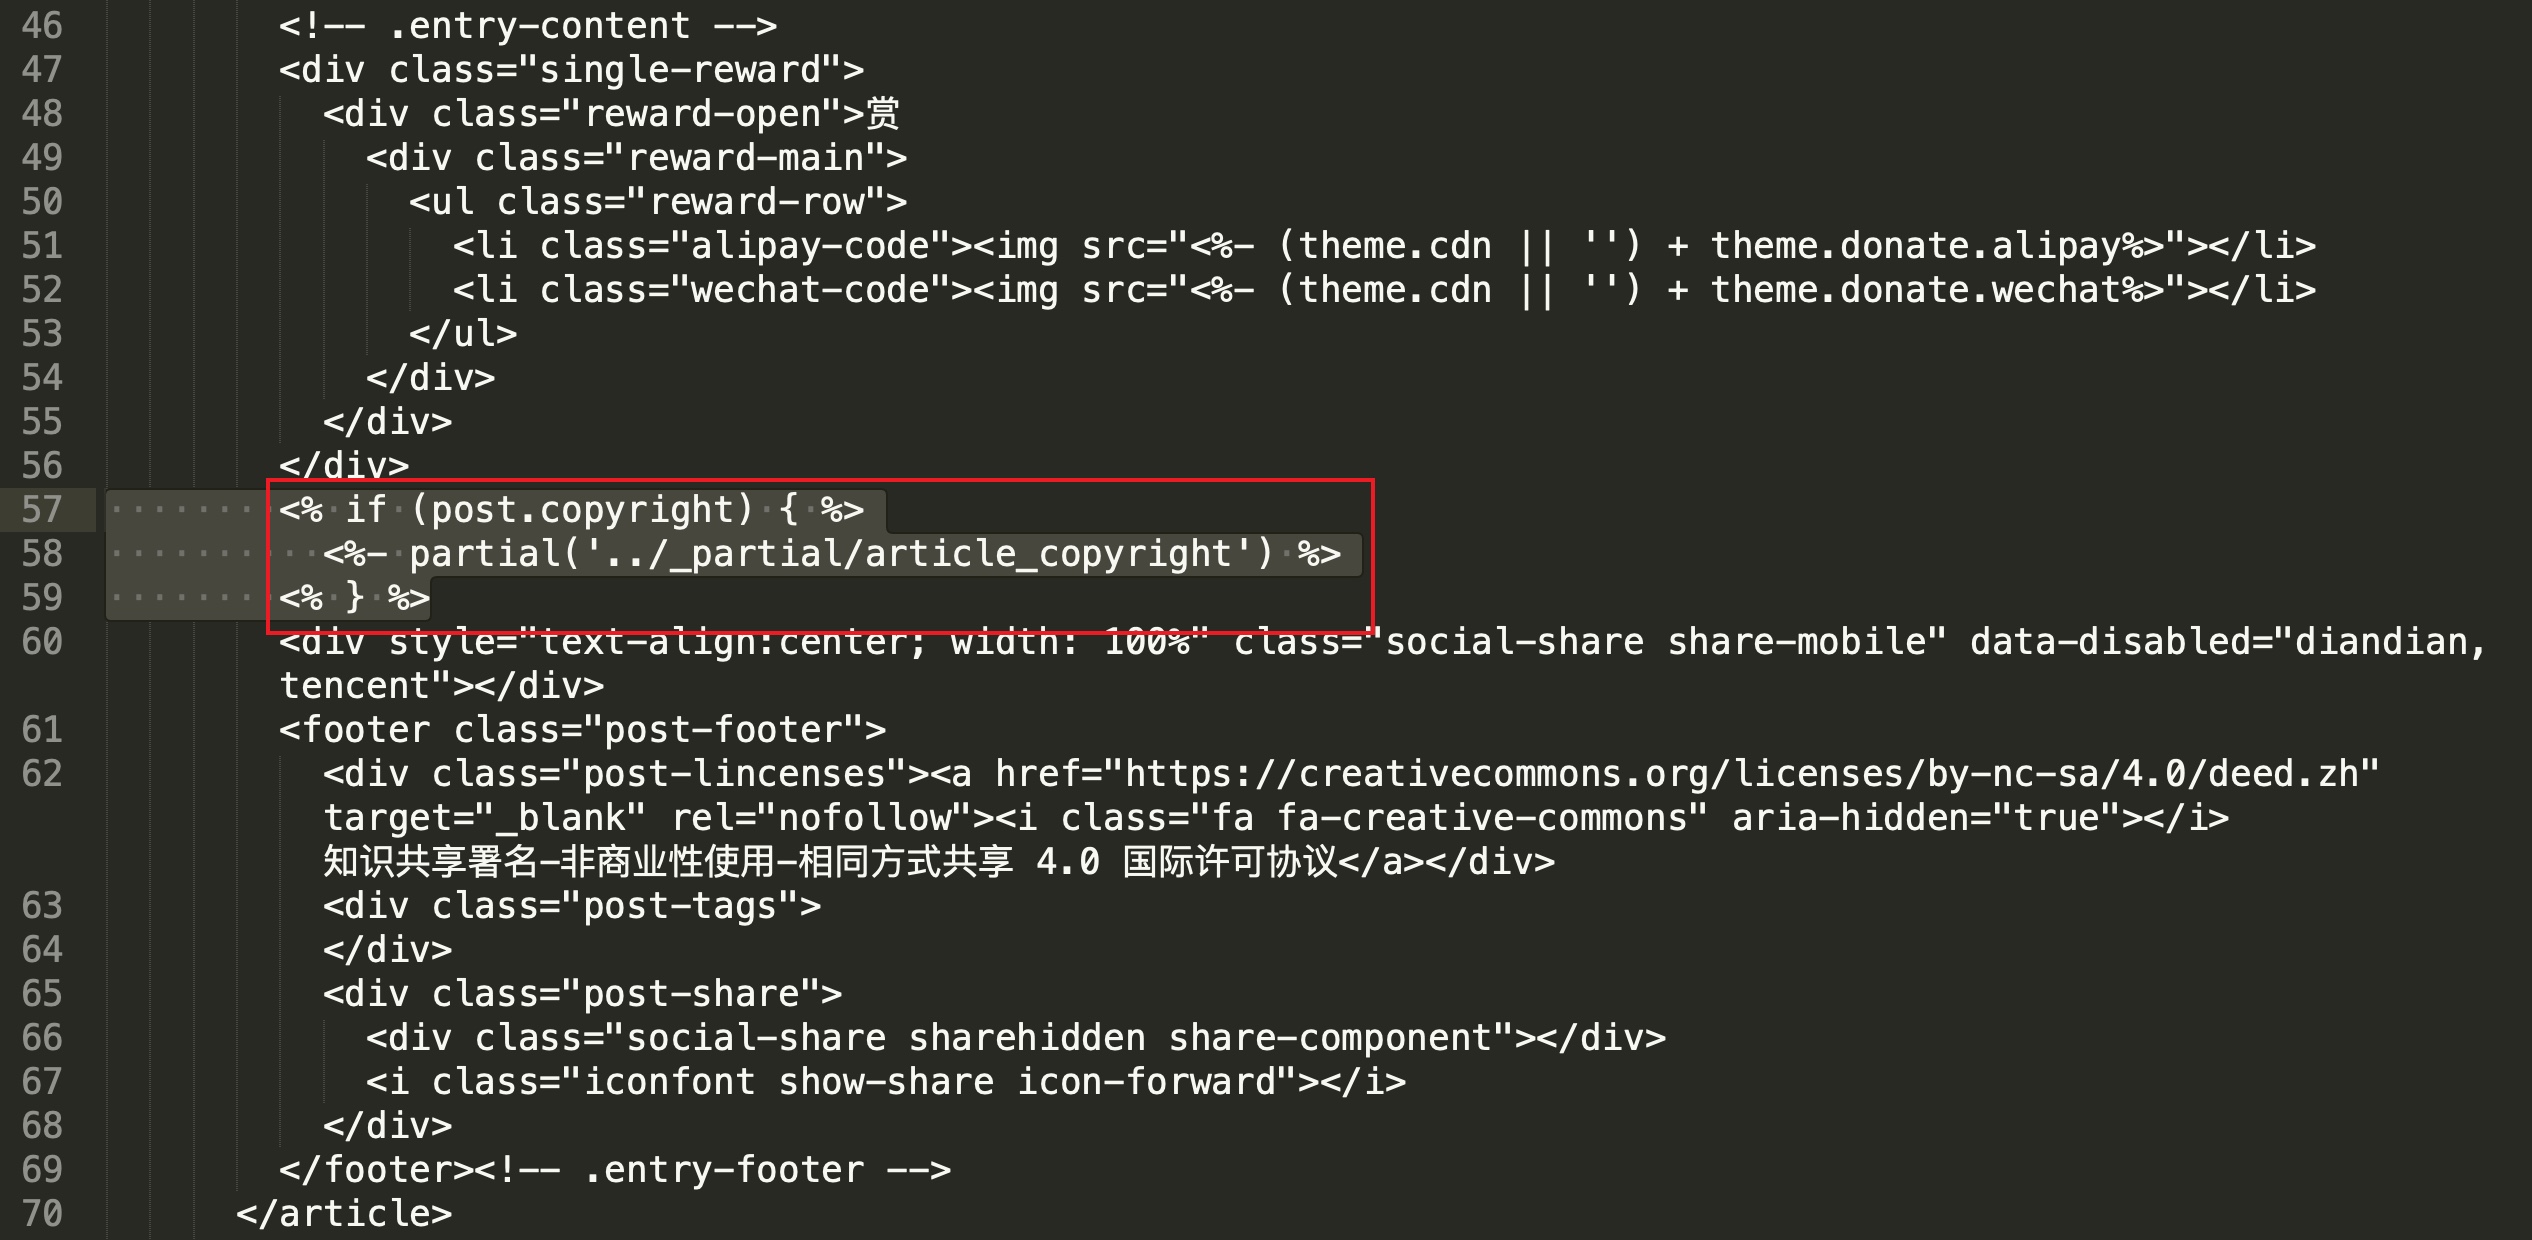 46 <!-- .entry-content -->
47 <div class="single-reward">
48 <div class="reward-open">赏
49 <div class="reward-main">
50 <ul class="reward-row">
51 <li class="alipay-code"><img src="<%- (theme.cdn || '') + theme.donate.alipay%>"></li>
52 <li class="wechat-code"><img src="<%- (theme.cdn || '') + theme.donate.wechat%>"></li>
53 </ul>
54 </div>
55 </div>
56 </div>
57 <% if (post.copyright) { %>
58 <%- partial('../_partial/article_copyright') %>
59 <% } %>
60 <div style="text-align:center; width: 100%" class="social-share share-mobile" data-disabled="diandian,
tencent"></div>
61 <footer class="post-footer">
62 <div class="post-lincenses"><a href="https://creativecommons.org/licenses/by-nc-sa/4.0/deed.zh"
target="_blank" rel="nofollow"><i class="fa fa-creative-commons" aria-hidden="true"></i>
知识共享署名-非商业性使用-相同方式共享 4.0 国际许可协议</a></div>
63 <div class="post-tags">
64 </div>
65 <div class="post-share">
66 <div class="social-share sharehidden share-component"></div>
67 <i class="iconfont show-share icon-forward"></i>
68 </div>
69 </footer><!-- .entry-footer -->
70 </article>